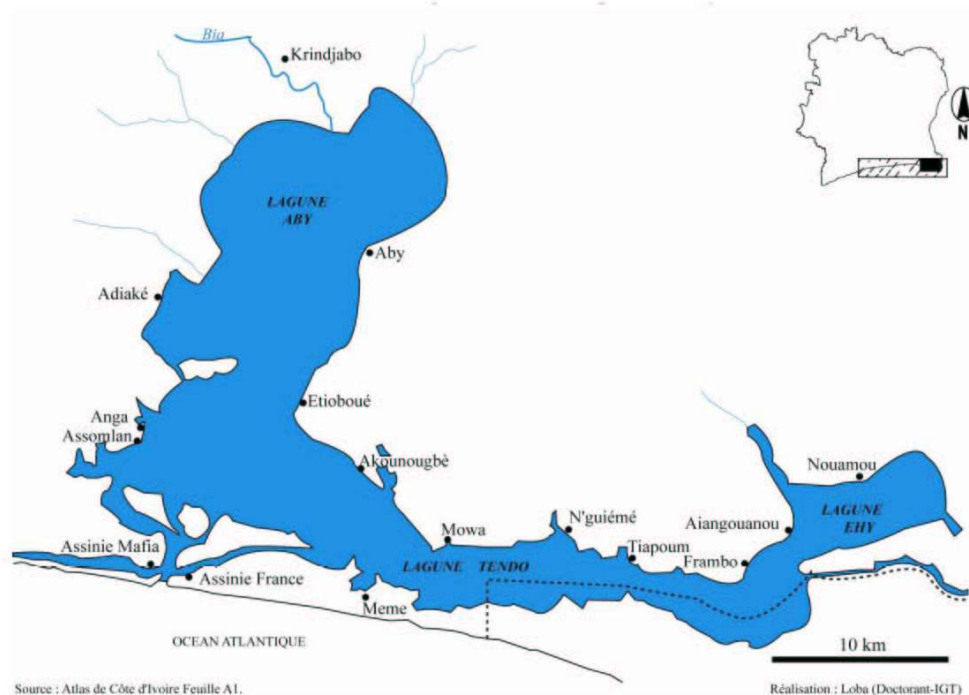 Bia
Krindjabo
N
LAGUNE
ABY
Aby
Adiaké
Etioboué
Anga
Assomlan
Akounougbè
Nouamou
Mowa
N'guiémé
Aiangouanou
LAGUNE
EHY
Assinie Mafia
LAGUNE TENDO
Tiapoum
Frambo
Assinie France
Meme
OCEAN ATLANTIQUE
10 km
Source : Atlas de Côte d'Ivoire Feuille A1.
Réalisation : Loba (Doctorant-IGT)